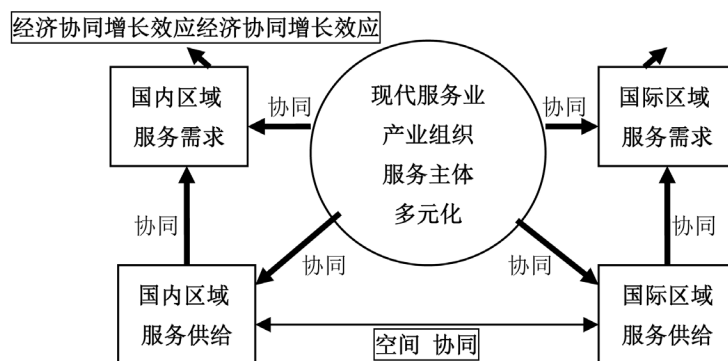 经济协同增长效应经济协同增长效应
国内区域
服务需求
协同
现代服务业
产业组织
服务主体
多元化
协同
国际区域
服务需求
协同
协同
协同
协同
国内区域
服务供给
空间 协同
国际区域
服务供给